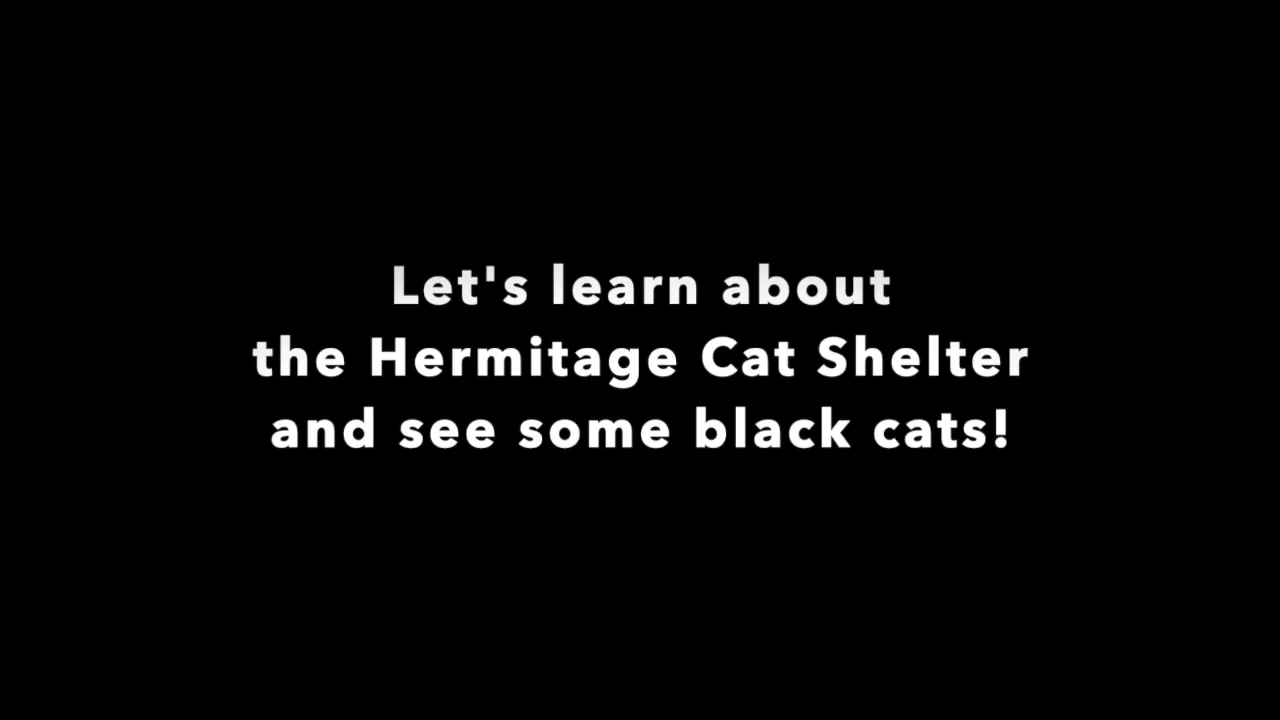 Let's learn about
the Hermitage Cat Shelter
and see some black cats!